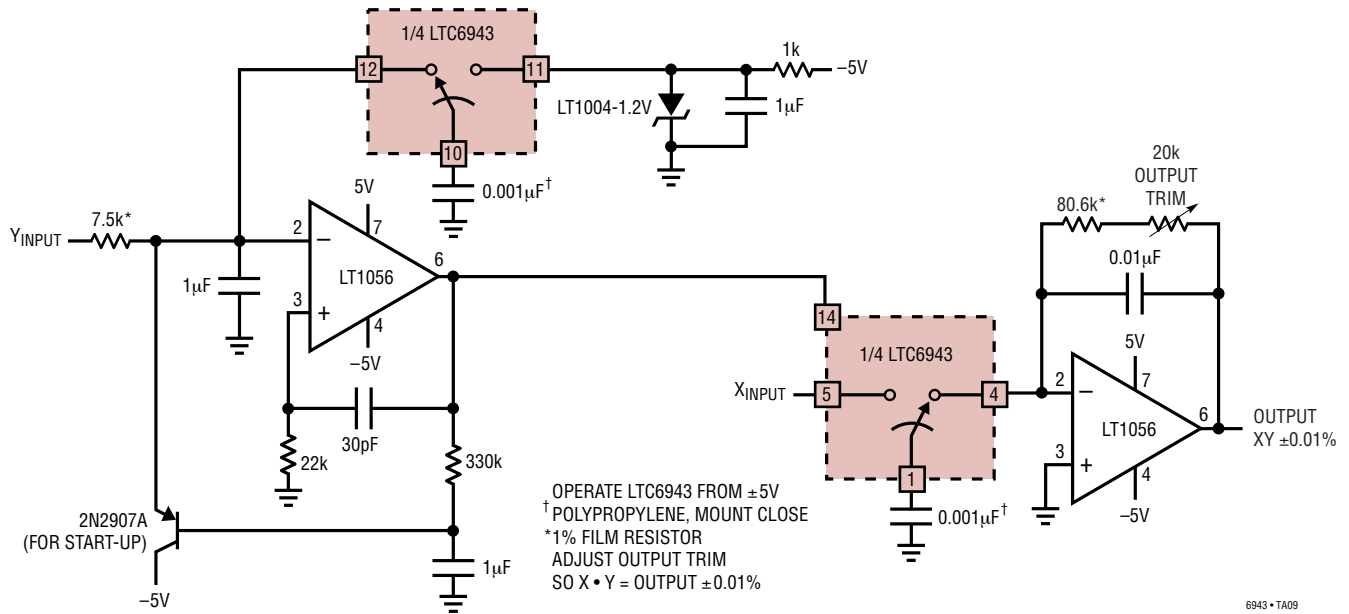 1/4 LTC6943
12
11
10
1k
–5V
LT1004-1.2V
1µF
0.001µF†
5V
7.5k*
YINPUT
2
–
7
6
LT1056
1µF
3
+
4
–5V
30pF
22k
330k
2N2907A
(FOR START-UP)
–5V
1µF
14
1/4 LTC6943
XINPUT
5
4
1
0.001µF†
20k
OUTPUT
TRIM
80.6k*
0.01µF
5V
2
–
7
6
LT1056
3
+
4
–5V
OUTPUT
XY ±0.01%
OPERATE LTC6943 FROM ±5V
†POLYPROPYLENE, MOUNT CLOSE
*1% FILM RESISTOR
ADJUST OUTPUT TRIM
SO X • Y = OUTPUT ±0.01%
6943 • TA09